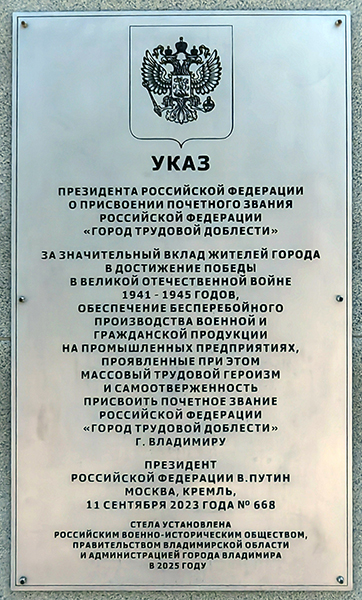 УКАЗ
ПРЕЗИДЕНТА РОССИЙСКОЙ ФЕДЕРАЦИИ
О ПРИСВОЕНИИ ПОЧЕТНОГО ЗВАНИЯ
РОССИЙСКОЙ ФЕДЕРАЦИИ
«ГОРОД ТРУДОВОЙ ДОБЛЕСТИ»
ЗА ЗНАЧИТЕЛЬНЫЙ ВКЛАД ЖИТЕЛЕЙ ГОРОДА
В ДОСТИЖЕНИЕ ПОБЕДЫ
В ВЕЛИКОЙ ОТЕЧЕСТВЕННОЙ ВОЙНЕ
1941 - 1945 ГОДОВ,
ОБЕСПЕЧЕНИЕ БЕСПЕРЕБОЙНОГО
ПРОИЗВОДСТВА ВОЕННОЙ И
ГРАЖДАНСКОЙ ПРОДУКЦИИ
НА ПРОМЫШЛЕННЫХ ПРЕДПРИЯТИЯХ,
ПРОЯВЛЕННЫЕ ПРИ ЭТОМ
МАССОВЫЙ ТРУДОВОЙ ГЕРОИЗМ
И САМООТВЕРЖЕННОСТЬ
ПРИСВОИТЬ ПОЧЕТНОЕ ЗВАНИЕ
РОССИЙСКОЙ ФЕДЕРАЦИИ
«ГОРОД ТРУДОВОЙ ДОБЛЕСТИ»
Г. ВЛАДИМИРУ
ПРЕЗИДЕНТ
РОССИЙСКОЙ ФЕДЕРАЦИИ В.ПУТИН
МОСКВА, КРЕМЛЬ,
11 СЕНТЯБРЯ 2023 ГОДА № 668
СТЕЛА УСТАНОВЛЕНА
РОССИЙСКИМ ВОЕННО-ИСТОРИЧЕСКИМ ОБЩЕСТВОМ,
ПРАВИТЕЛЬСТВОМ ВЛАДИМИРСКОЙ ОБЛАСТИ
И АДМИНИСТРАЦИЕЙ ГОРОДА ВЛАДИМИРА
В 2025 ГОДУ